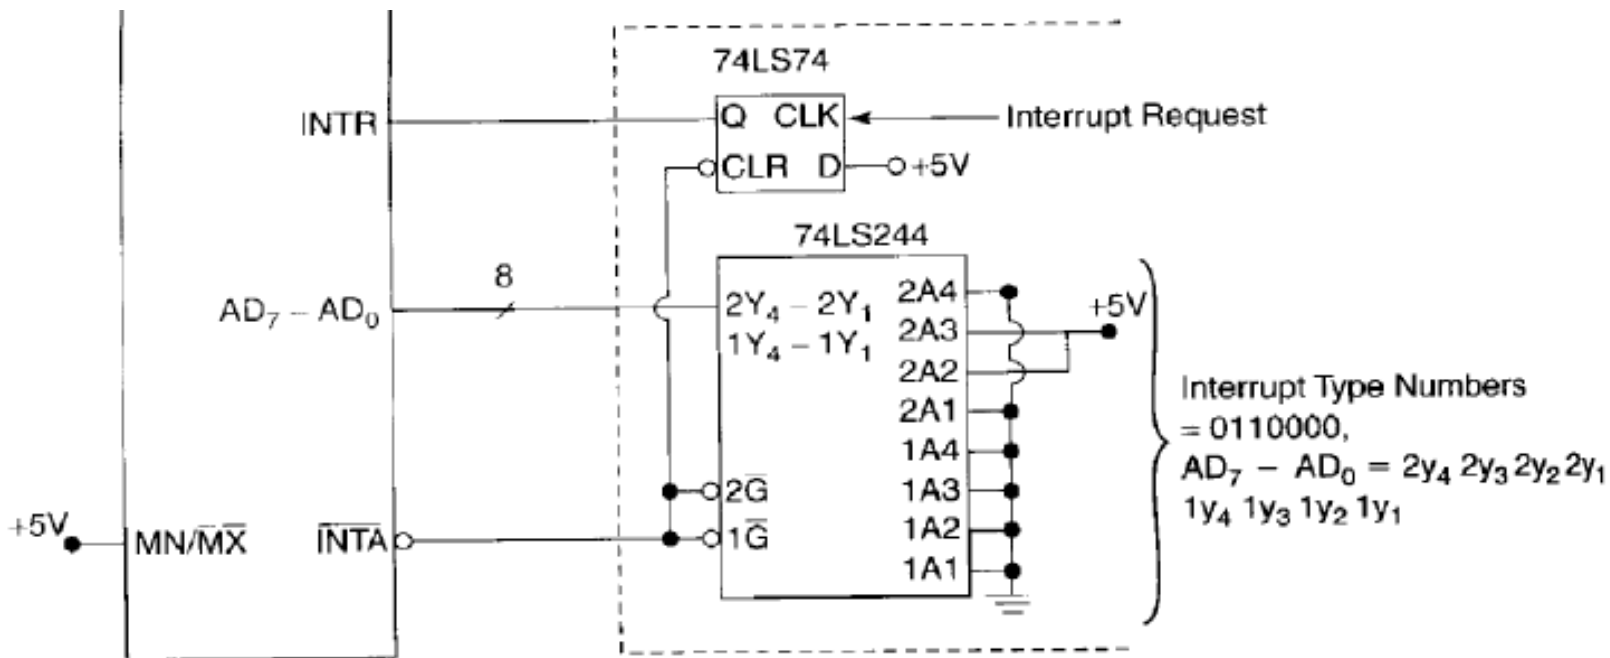 74LS74
INTR
Q CLK
Interrupt Request
CLR D
+5V
74LS244
8
AD₇ – AD₀
2Y₄ – 2Y₁
1Y₄ – 1Y₁
2A4
2A3
2A2
2A1
1A4
1A3
1A2
1A1
+5V
Interrupt Type Numbers
= 0110000,
AD₇ – AD₀ = 2y₄ 2y₃ 2y₂ 2y₁
1y₄ 1y₃ 1y₂ 1y₁
2G̅
1G̅
+5V
MN/M̅X̅
I̅N̅T̅A̅